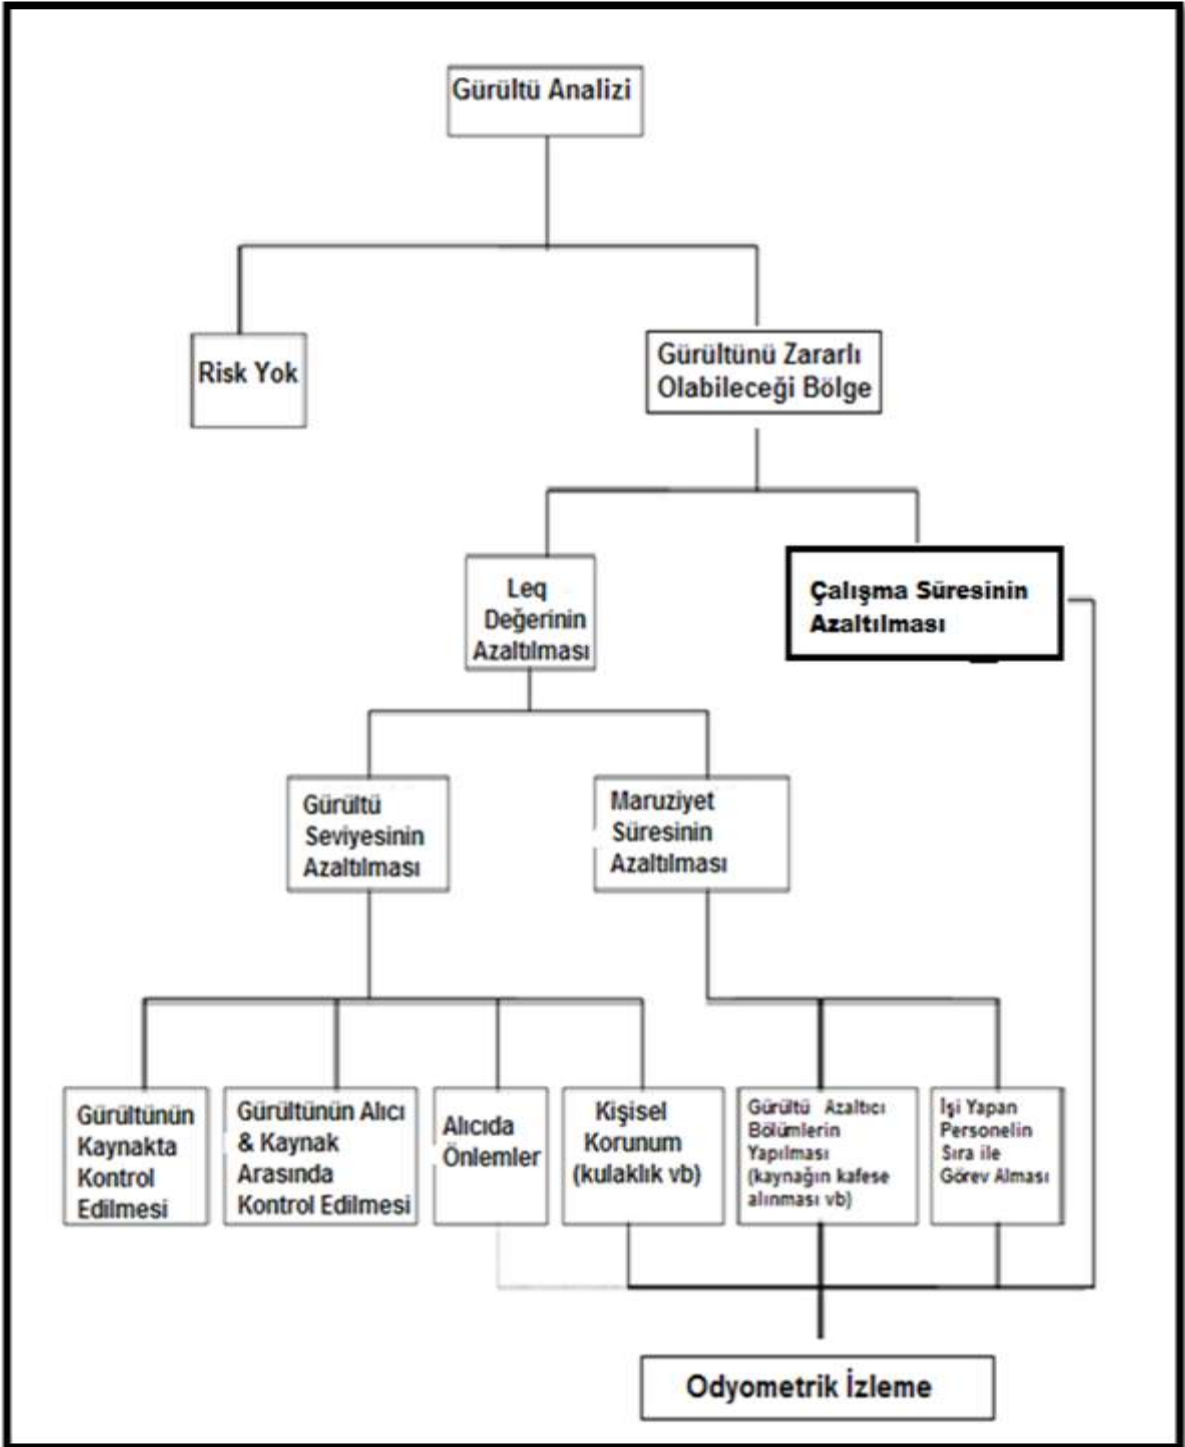 Gürültü Analizi
Risk Yok
Gürültünü Zararlı
Olabileceği Bölge
Leq
Değerinin
Azaltılması
Çalışma Süresinin
Azaltılması
Gürültü
Seviyesinin
Azaltılması
Maruziyet
Süresinin
Azaltılması
Gürültünün
Kaynakta
Kontrol
Edilmesi
Gürültünün Alıcı
& Kaynak
Arasında
Kontrol Edilmesi
Alıcıda
Önlemler
Kişisel
Korunum
(kulaklık vb)
Gürültü Azaltıcı
Bölümlerin
Yapılması
(kaynağın kafese
alınması vb)
İşi Yapan
Personelin
Sıra ile
Görev Alması
Odyometrik İzleme